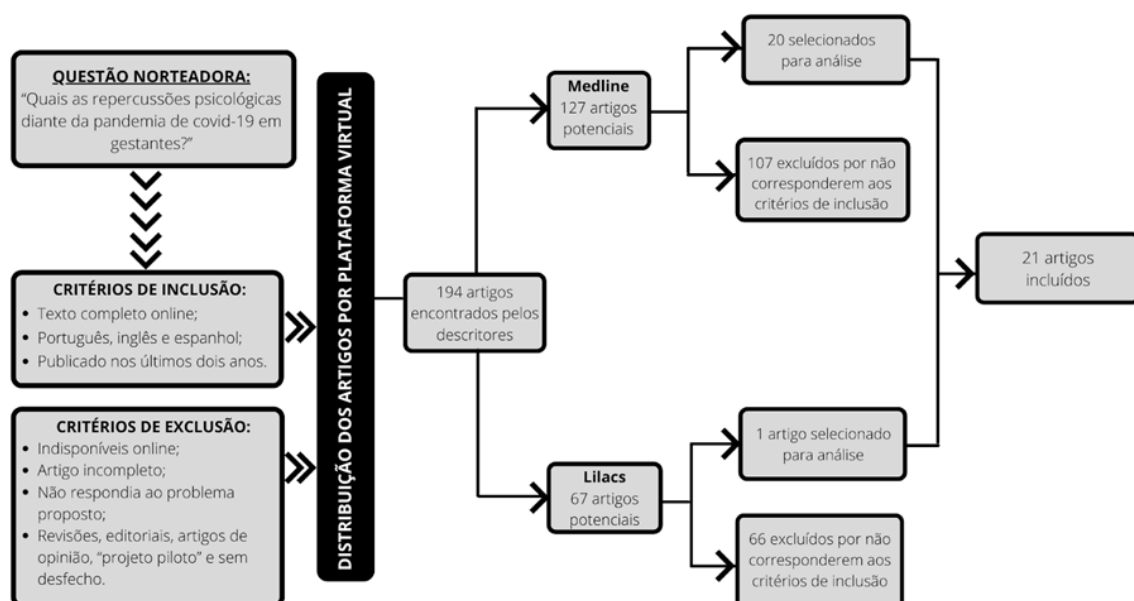 QUESTÃO NORTEADORA:
“Quais as repercussões psicológicas
diante da pandemia de covid-19 em
gestantes?”
CRITÉRIOS DE INCLUSÃO:
• Texto completo online;
• Português, inglês e espanhol;
• Publicado nos últimos dois anos.
CRITÉRIOS DE EXCLUSÃO:
• Indisponíveis online;
• Artigo incompleto;
• Não respondia ao problema
proposto;
• Revisões, editoriais, artigos de
opinião, “projeto piloto” e sem
desfecho.
DISTRIBUIÇÃO DOS ARTIGOS POR PLATAFORMA VIRTUAL
194 artigos
encontrados pelos
descritores
Medline
127 artigos
potenciais
20 selecionados
para análise
107 excluídos por não
corresponderem aos
critérios de inclusão
Lilacs
67 artigos
potenciais
1 artigo selecionado
para análise
66 excluídos por não
corresponderem aos
critérios de inclusão
21 artigos
incluídos